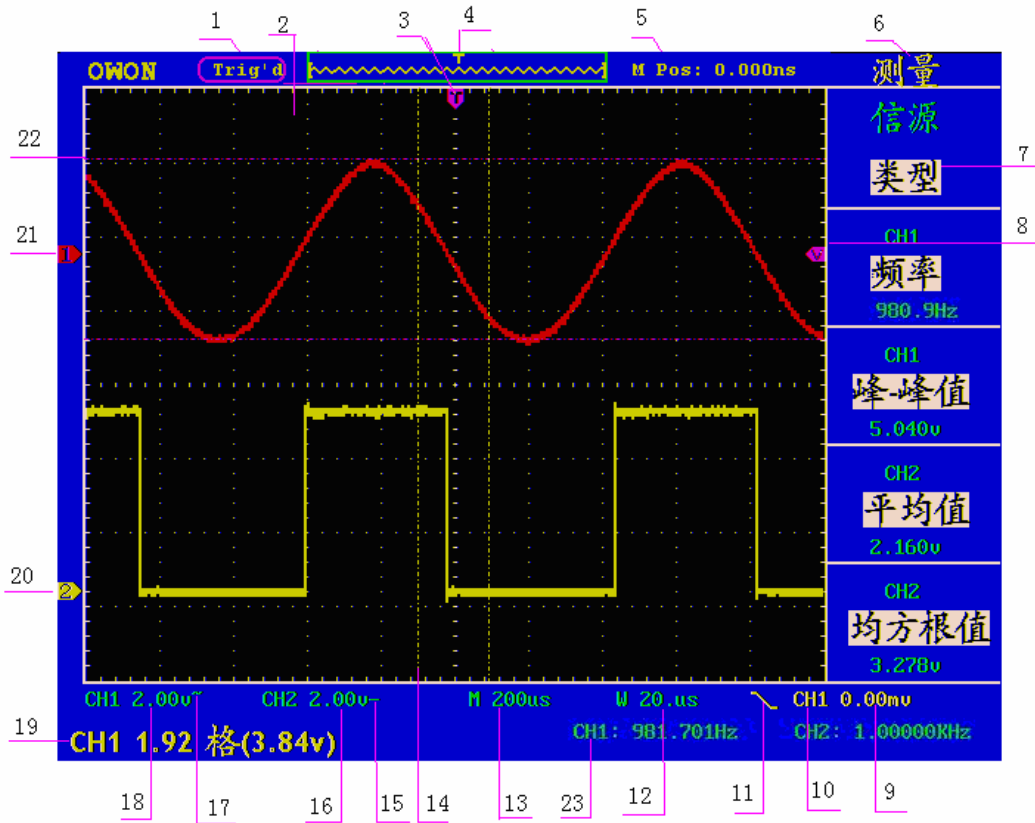 1 2 3 4 5 6
OWON Trig'd M Pos: 0.000ns 测量
T
信源
类型
7
22
21
1
V
8
CH1
频率
980.9Hz
CH1
峰-峰值
5.040v
CH2
平均值
2.160v
20
2
CH2
均方根值
3.278v
CH1 2.00v~ CH2 2.00v− M 200us W 20.us CH1 0.00mv
19
CH1 1.92 格(3.84v)
CH1: 981.701Hz CH2: 1.00000KHz
18 17 16 15 14 13 23 12 11 10 9